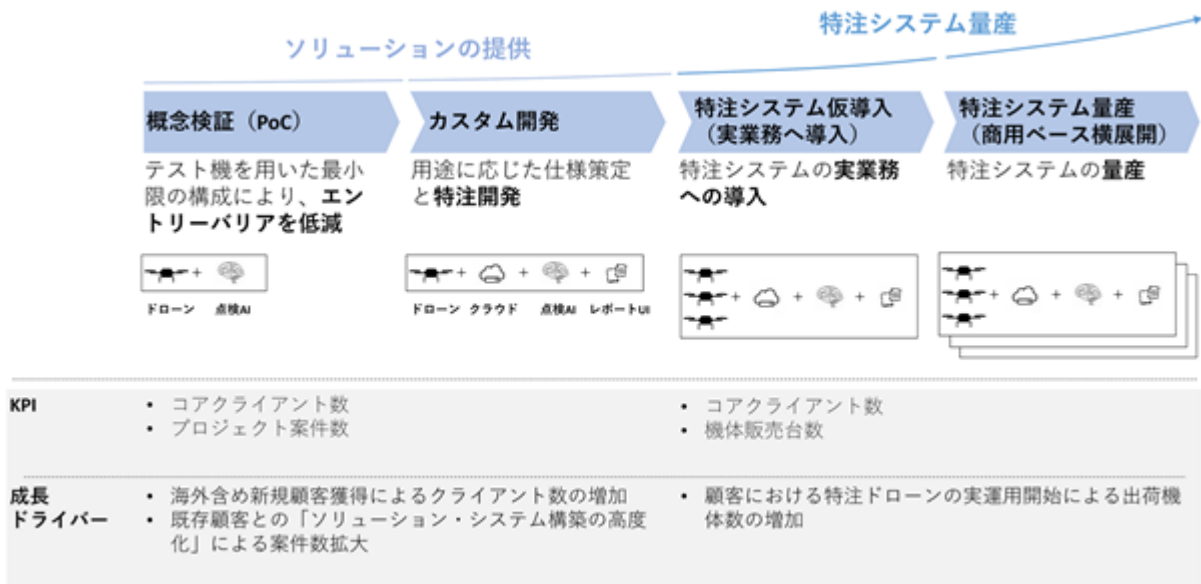 ソリューションの提供
特注システム量産
概念検証（PoC）
カスタム開発
特注システム仮導入
（実業務へ導入）
特注システム量産
（商用ベース横展開）
テスト機を用いた最小
限の構成により、エン
トリーバリアを低減
用途に応じた仕様策定
と特注開発
特注システムの実業務
への導入
特注システムの量産
+
ドローン 点検AI
+ + +
ドローン クラウド 点検AI レポートUI
+ + +
+ + +
KPI
• コアクライアント数
• プロジェクト案件数
• コアクライアント数
• 機体販売台数
成長
ドライバー
• 海外含め新規顧客獲得によるクライアント数の増加
• 既存顧客との「ソリューション・システム構築の高度
化」による案件数拡大
• 顧客における特注ドローンの実運用開始による出荷機
体数の増加